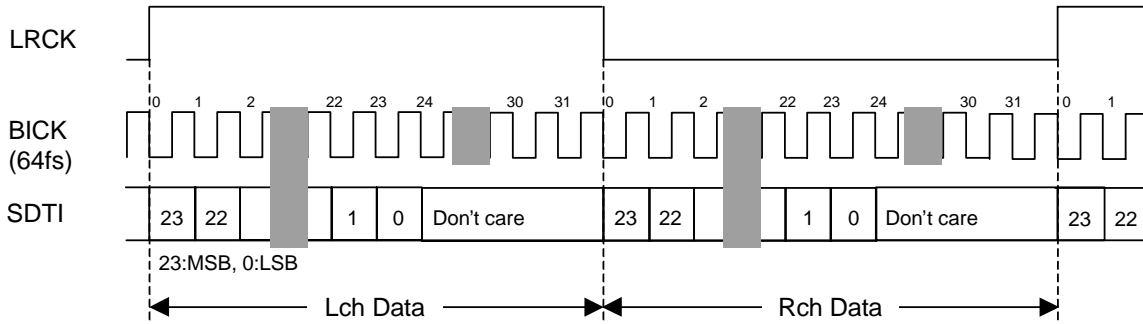 LRCK
0 1 2 22 23 24 30 31 0 1 2 22 23 24 30 31 0 1
BICK
(64fs)
SDTI 23 22 1 0 Don't care 23 22 1 0 Don't care 23 22
23:MSB, 0:LSB
Lch Data Rch Data